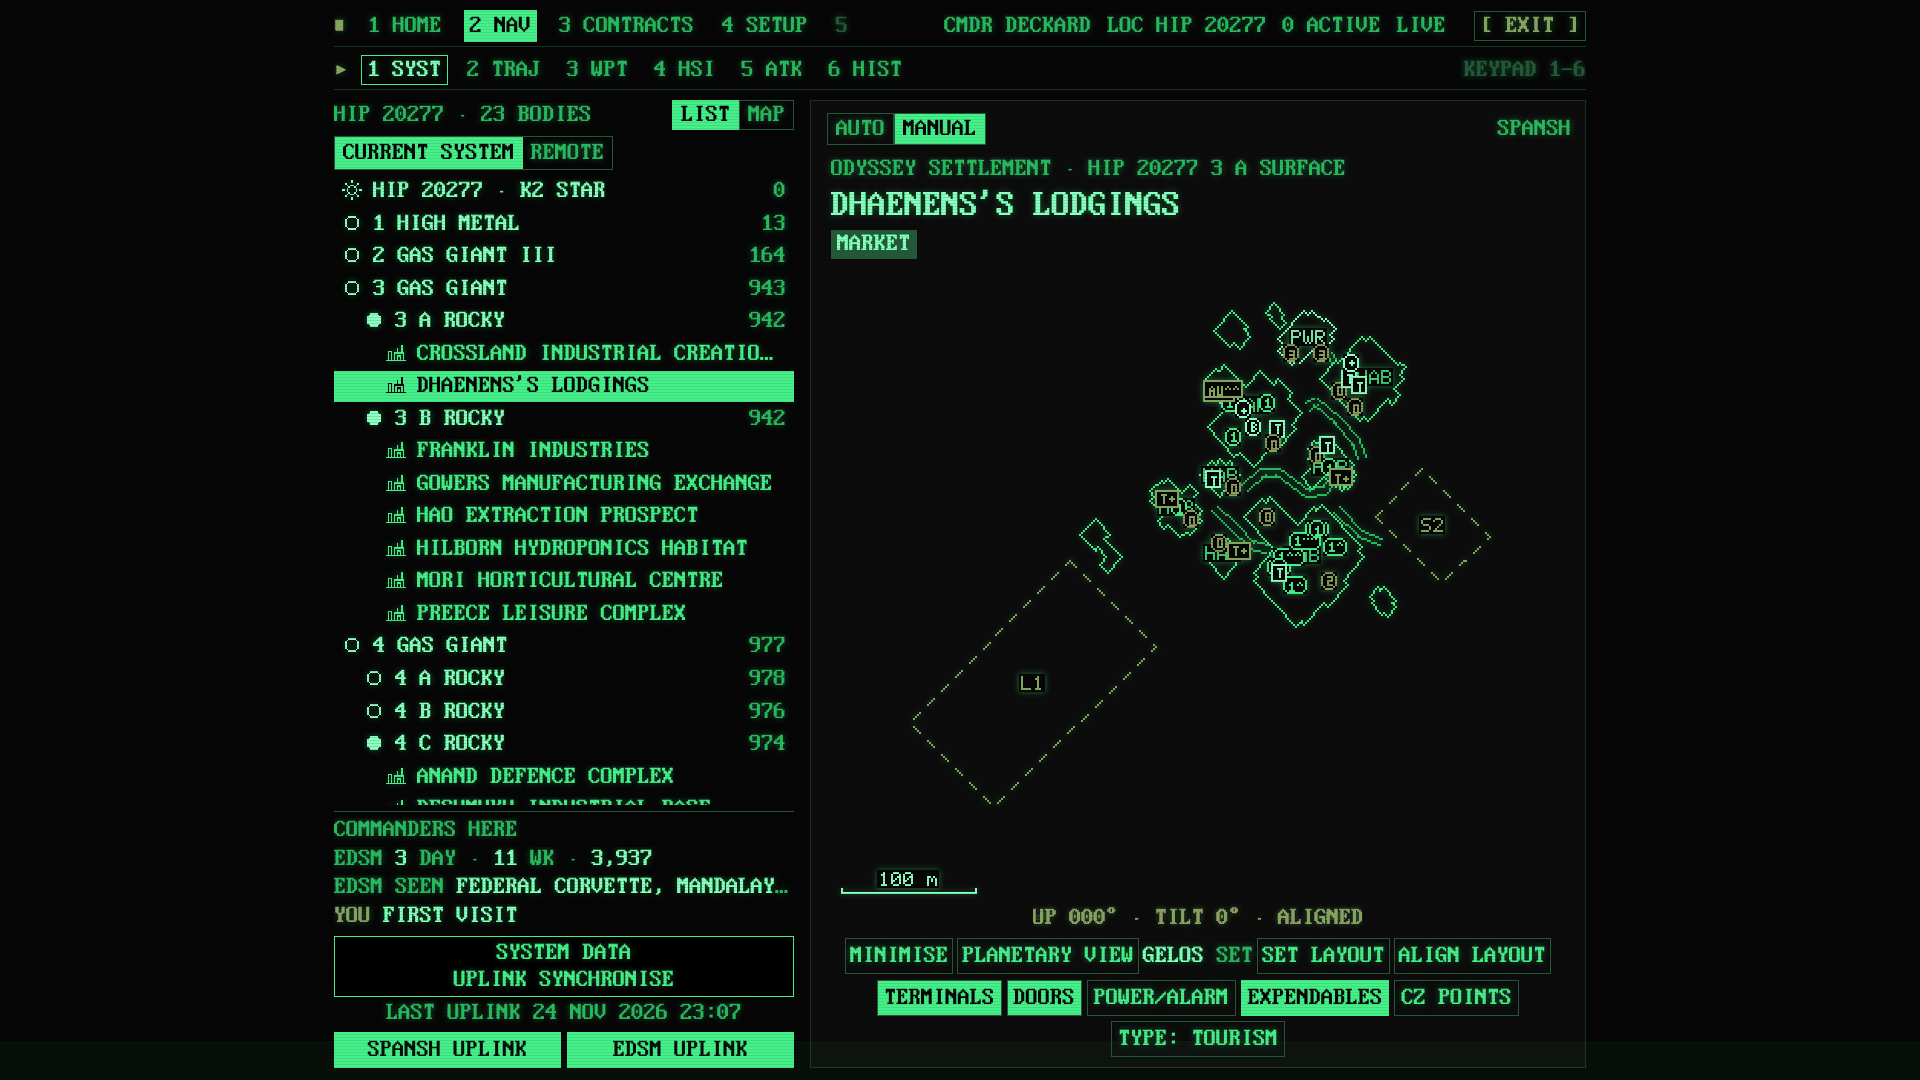 1 HOME 2 NAV 3 CONTRACTS 4 SETUP 5 CMDR DECKARD LOC HIP 20277 0 ACTIVE LIVE [ EXIT ]
1 SYST 2 TRAJ 3 WPT 4 HSI 5 ATK 6 HIST KEYPAD 1-6
HIP 20277 · 23 BODIES LIST MAP
CURRENT SYSTEM REMOTE
HIP 20277 · K2 STAR 0
1 HIGH METAL 13
2 GAS GIANT III 164
3 GAS GIANT 943
3 A ROCKY 942
CROSSLAND INDUSTRIAL CREATIO…
DHAENENS'S LODGINGS
3 B ROCKY 942
FRANKLIN INDUSTRIES
GOWERS MANUFACTURING EXCHANGE
HAO EXTRACTION PROSPECT
HILBORN HYDROPONICS HABITAT
MORI HORTICULTURAL CENTRE
PREECE LEISURE COMPLEX
4 GAS GIANT 977
4 A ROCKY 978
4 B ROCKY 976
4 C ROCKY 974
ANAND DEFENCE COMPLEX
COMMANDERS HERE
EDSM 3 DAY · 11 WK · 3,937
EDSM SEEN FEDERAL CORVETTE, MANDALAY…
YOU FIRST VISIT
SYSTEM DATA
UPLINK SYNCHRONISE
LAST UPLINK 24 NOV 2026 23:07
SPANSH UPLINK EDSM UPLINK
AUTO MANUAL SPANSH
ODYSSEY SETTLEMENT · HIP 20277 3 A SURFACE
DHAENENS'S LODGINGS
MARKET
PWR
3 3
T T
1
1 B T
T
T+
T
T+
S2
T+
1
T
2
L1
100 m
UP 000° · TILT 0° · ALIGNED
MINIMISE PLANETARY VIEW GELOS SET SET LAYOUT ALIGN LAYOUT
TERMINALS DOORS POWER/ALARM EXPENDABLES CZ POINTS
TYPE: TOURISM